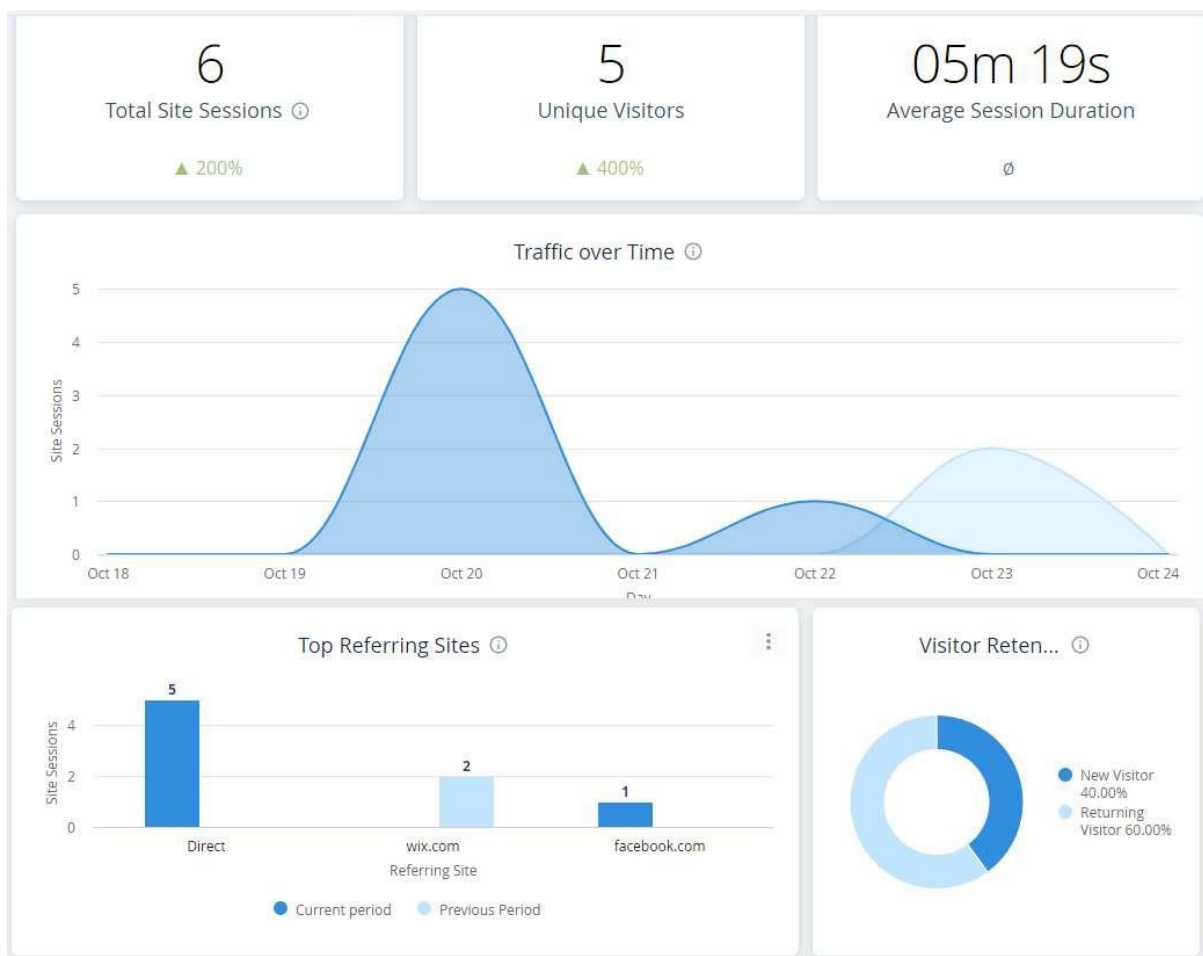 6
Total Site Sessions
▲ 200%
5
Unique Visitors
▲ 400%
05m 19s
Average Session Duration
Ø
Traffic over Time
Site Sessions
5
4
3
2
1
0
Oct 18 Oct 19 Oct 20 Oct 21 Oct 22 Oct 23 Oct 24
Day
Top Referring Sites
Site Sessions
4
2
0
5
2
1
Direct wix.com facebook.com
Referring Site
Current period Previous Period
Visitor Reten...
New Visitor
40.00%
Returning
Visitor 60.00%